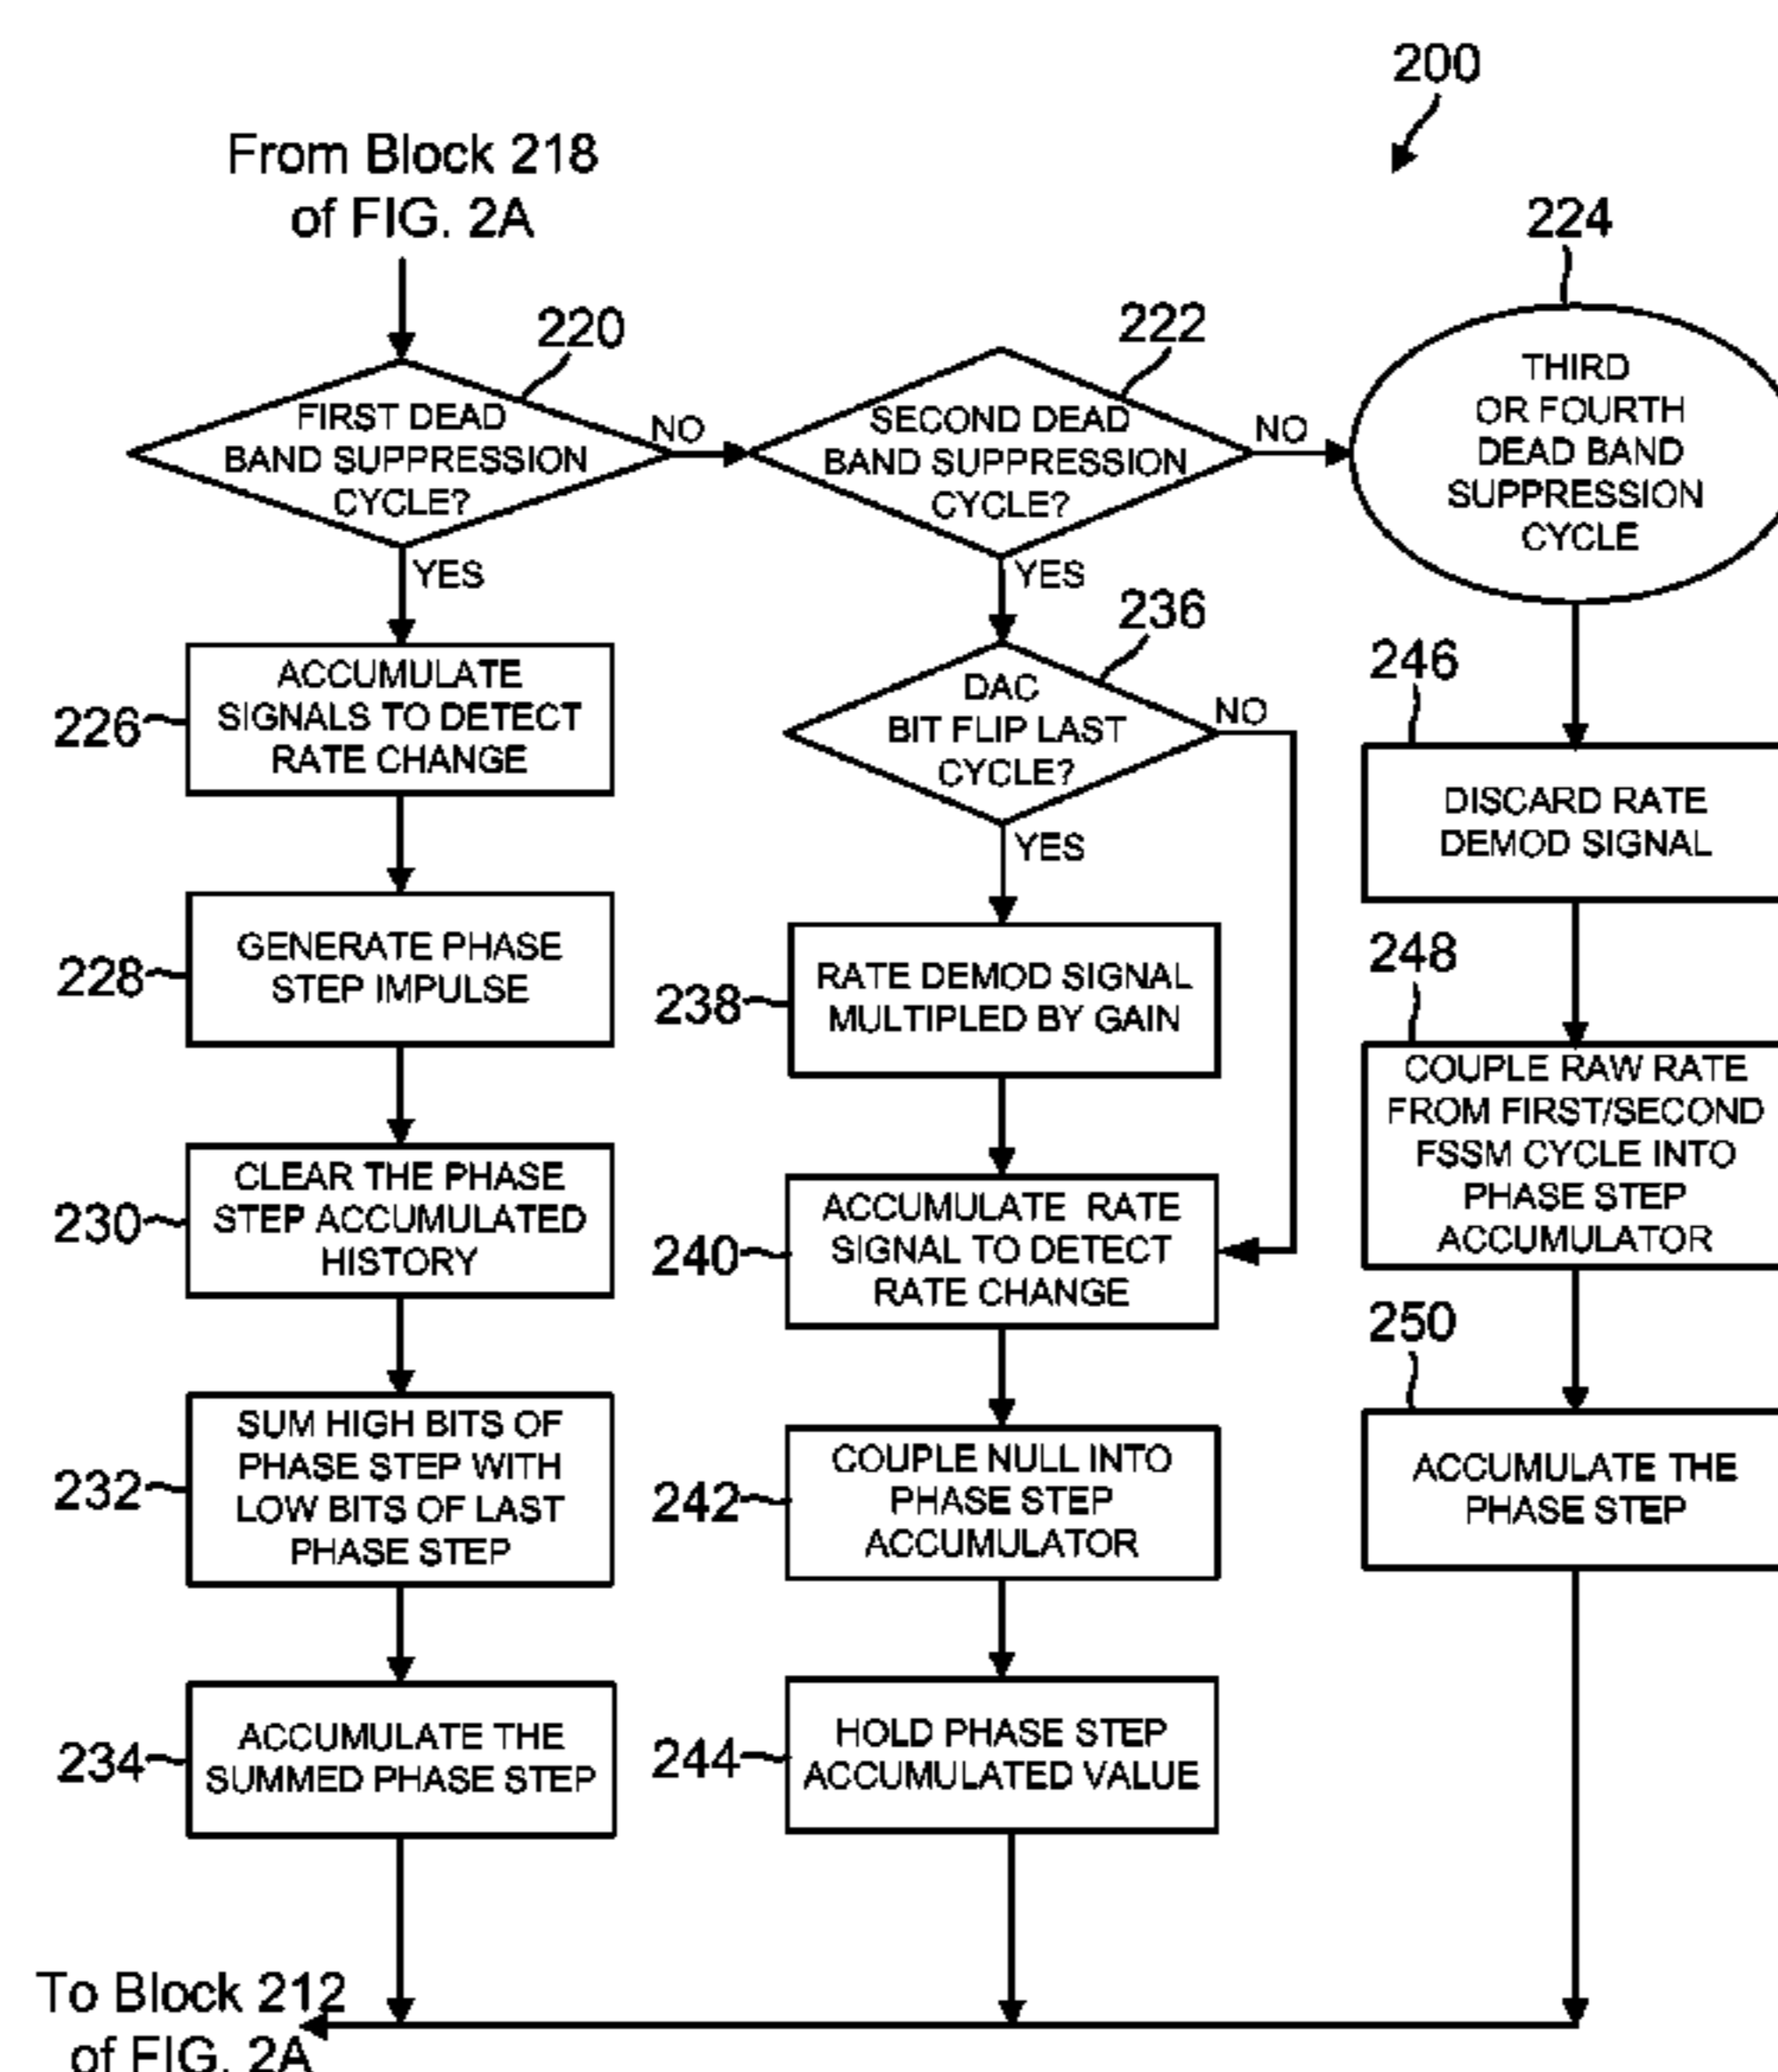 200
From Block 218
of FIG. 2A
220
FIRST DEAD
BAND SUPPRESSION
CYCLE?
NO
YES
222
SECOND DEAD
BAND SUPPRESSION
CYCLE?
NO
YES
224
THIRD
OR FOURTH
DEAD BAND
SUPPRESSION
CYCLE
226
ACCUMULATE
SIGNALS TO DETECT
RATE CHANGE
228
GENERATE PHASE
STEP IMPULSE
230
CLEAR THE PHASE
STEP ACCUMULATED
HISTORY
232
SUM HIGH BITS OF
PHASE STEP WITH
LOW BITS OF LAST
PHASE STEP
234
ACCUMULATE THE
SUMMED PHASE STEP
236
DAC
BIT FLIP LAST
CYCLE?
NO
YES
238
RATE DEMOD SIGNAL
MULTIPLED BY GAIN
240
ACCUMULATE RATE
SIGNAL TO DETECT
RATE CHANGE
242
COUPLE NULL INTO
PHASE STEP
ACCUMULATOR
244
HOLD PHASE STEP
ACCUMULATED VALUE
246
DISCARD RATE
DEMOD SIGNAL
248
COUPLE RAW RATE
FROM FIRST/SECOND
FSSM CYCLE INTO
PHASE STEP
ACCUMULATOR
250
ACCUMULATE THE
PHASE STEP
To Block 212
of FIG. 2A